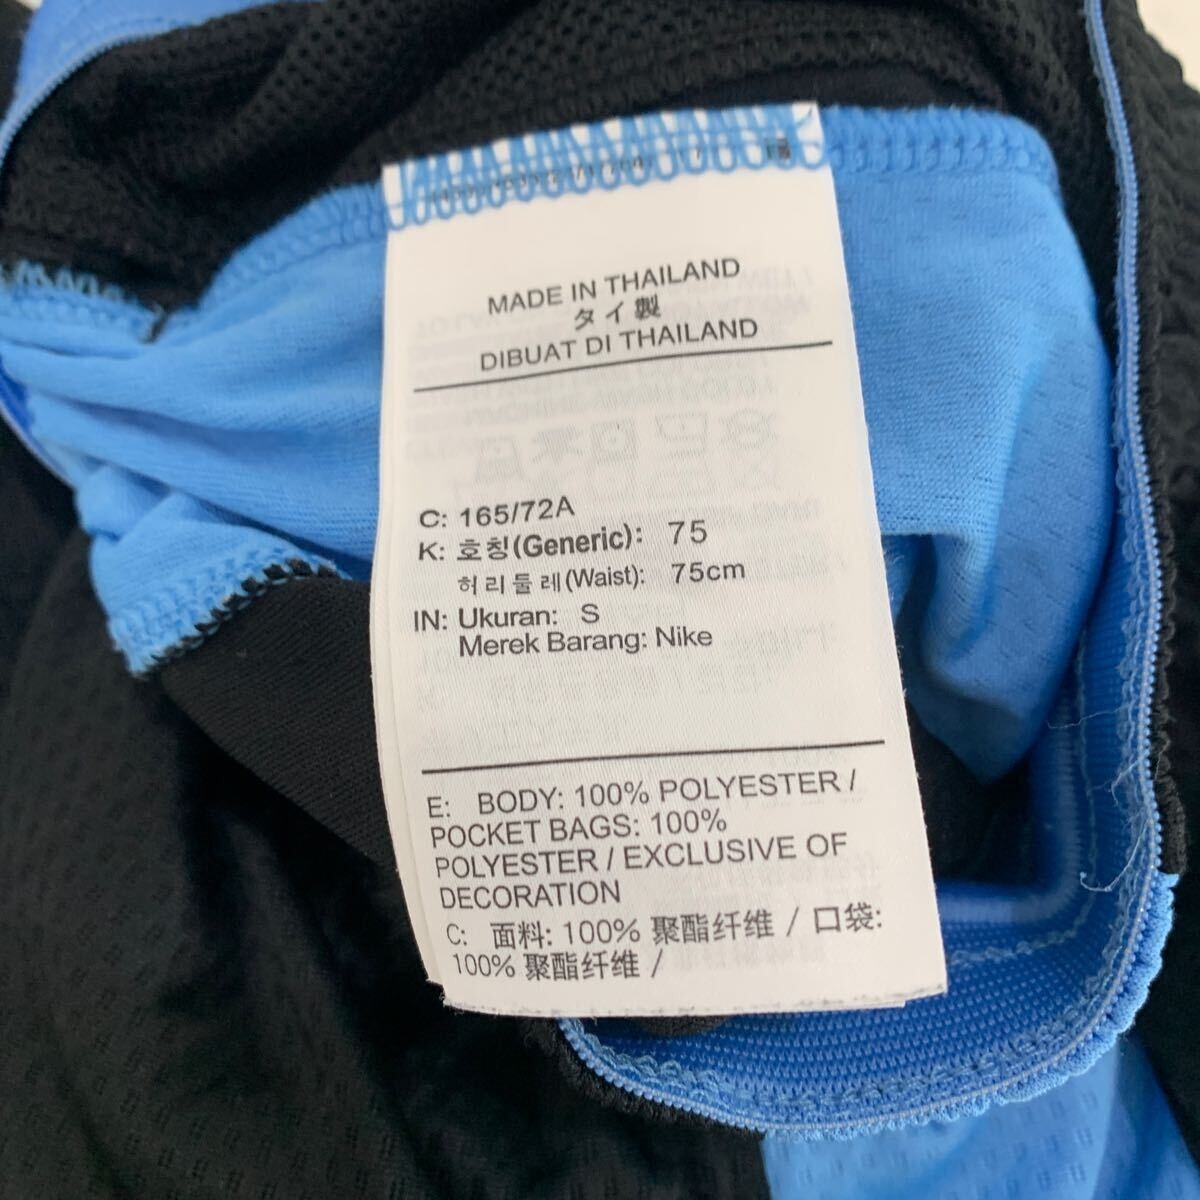 MADE IN THAILAND
タイ製
DIBUAT DI THAILAND
C: 165/72A
K: 호칭(Generic): 75
허리둘레(Waist): 75cm
IN: Ukuran: S
Merek Barang: Nike
E: BODY: 100% POLYESTER /
POCKET BAGS: 100%
POLYESTER / EXCLUSIVE OF
DECORATION
C: 面料: 100% 聚酯纤维 / 口袋:
100% 聚酯纤维 /